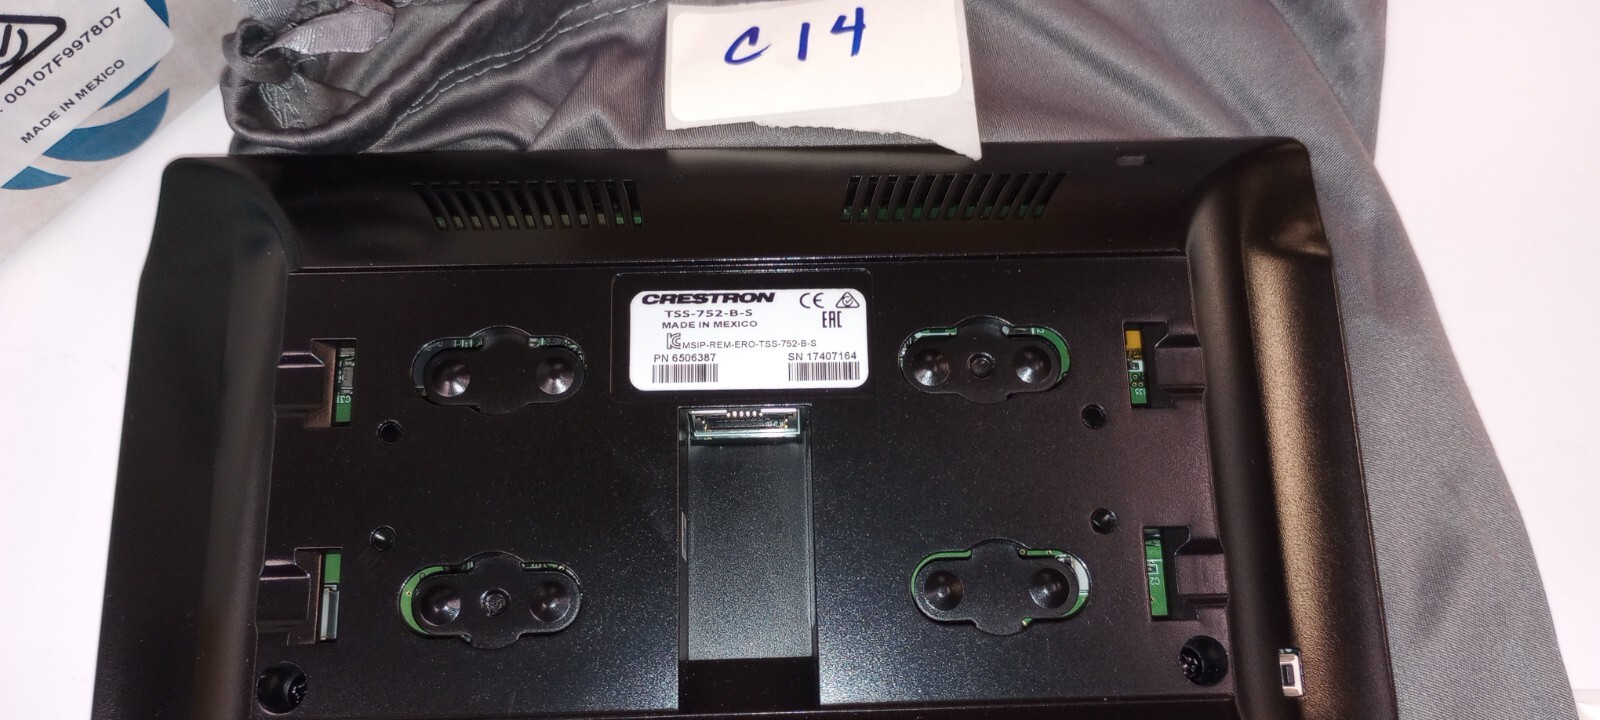 C14
00107F9978D7
MADE IN MEXICO
CRESTRON
TSS-752-B-S
MADE IN MEXICO
CE
EAC
MSIP-REM-ERO-TSS-752-B-S
PN 6506387 SN 17407164